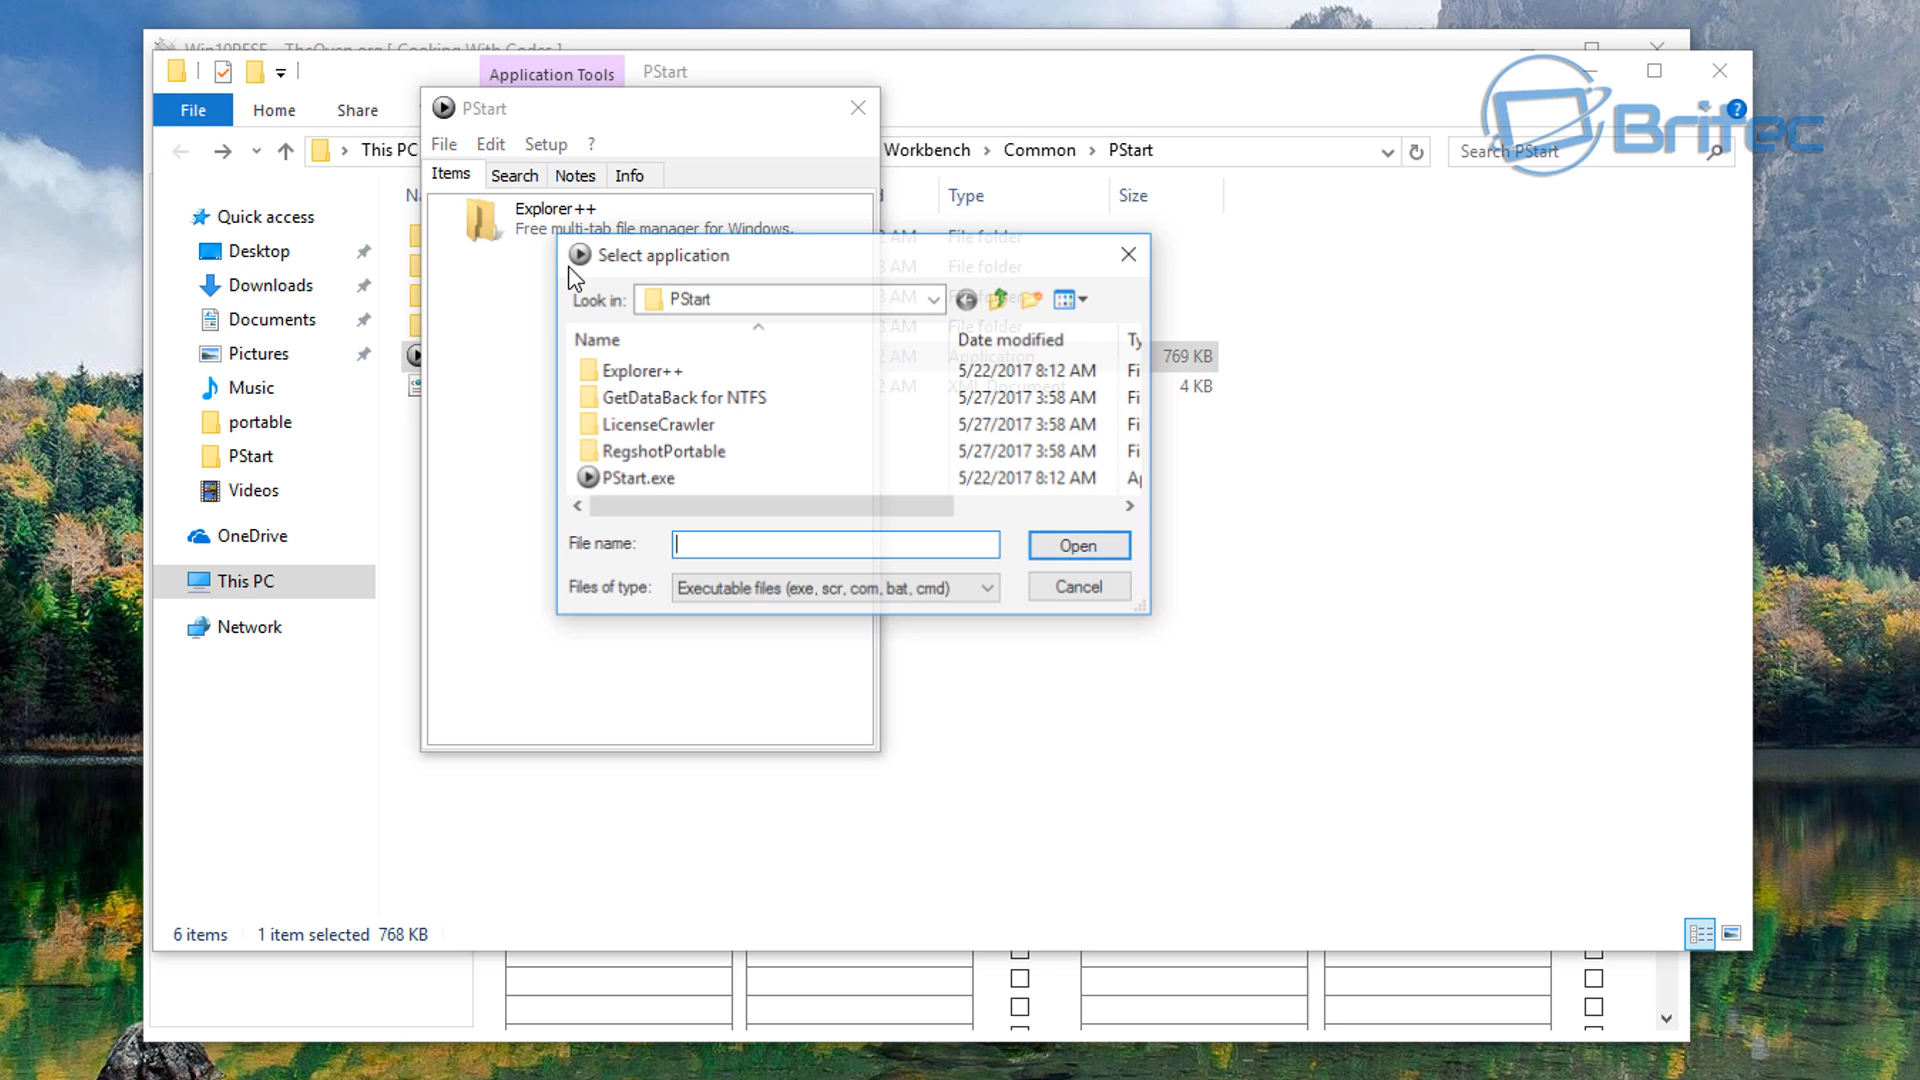 Win10PESE - TheOven.org [ Cooking With Codes ]
Application Tools
PStart
File
Home
Share
This PC
Workbench
Common
PStart
Search PStart
Britec
?
PStart
File
Edit
Setup
?
Items
Search
Notes
Info
Explorer++
Free multi-tab file manager for Windows.
Type
Size
File folder
File folder
File folder
Application
769 KB
XML Document
4 KB
Quick access
Desktop
Downloads
Documents
Pictures
Music
portable
PStart
Videos
OneDrive
This PC
Network
Select application
Look in:
PStart
Name
Date modified
Ty
Explorer++
5/22/2017 8:12 AM
Fi
GetDataBack for NTFS
5/27/2017 3:58 AM
Fi
LicenseCrawler
5/27/2017 3:58 AM
Fi
RegshotPortable
5/27/2017 3:58 AM
Fi
PStart.exe
5/22/2017 8:12 AM
File name:
Open
Files of type:
Executable files (exe, scr, com, bat, cmd)
Cancel
6 items
1 item selected 768 KB